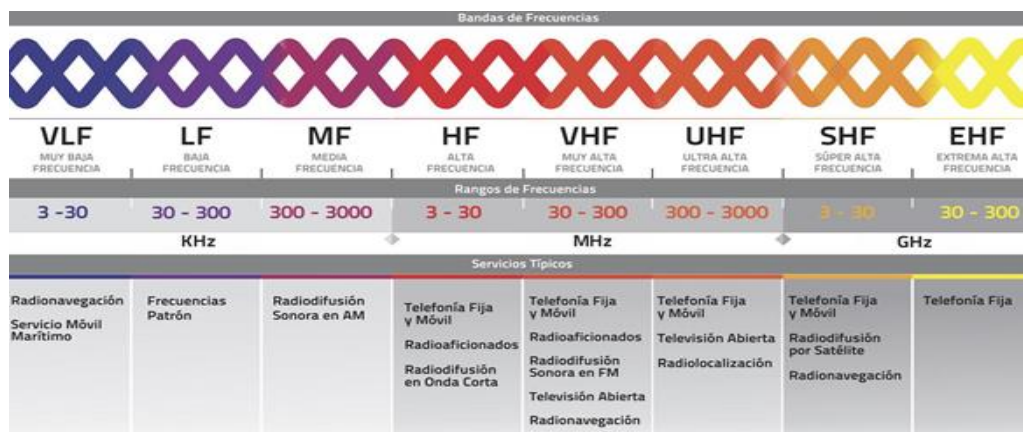 Bandas de Frecuencias
VLF LF MF HF VHF UHF SHF EHF
MUY BAJA FRECUENCIA
BAJA FRECUENCIA
MEDIA FRECUENCIA
ALTA FRECUENCIA
MUY ALTA FRECUENCIA
ULTRA ALTA FRECUENCIA
SÚPER ALTA FRECUENCIA
EXTREMA ALTA FRECUENCIA
Rangos de Frecuencias
3 -30 30 - 300 300 - 3000 3 - 30 30 - 300 300 - 3000 3 - 30 30 - 300
KHz MHz GHz
Servicios Típicos
Radionavegación
Servicio Móvil
Marítimo
Frecuencias
Patrón
Radiodifusión
Sonora en AM
Telefonía Fija
y Móvil
Radioaficionados
Radiodifusión
en Onda Corta
Telefonía Fija
y Móvil
Radioaficionados
Radiodifusión
Sonora en FM
Televisión Abierta
Radionavegación
Telefonía Fija
y Móvil
Televisión Abierta
Radiolocalización
Telefonía Fija
y Móvil
Radiodifusión
por Satélite
Radionavegación
Telefonía Fija